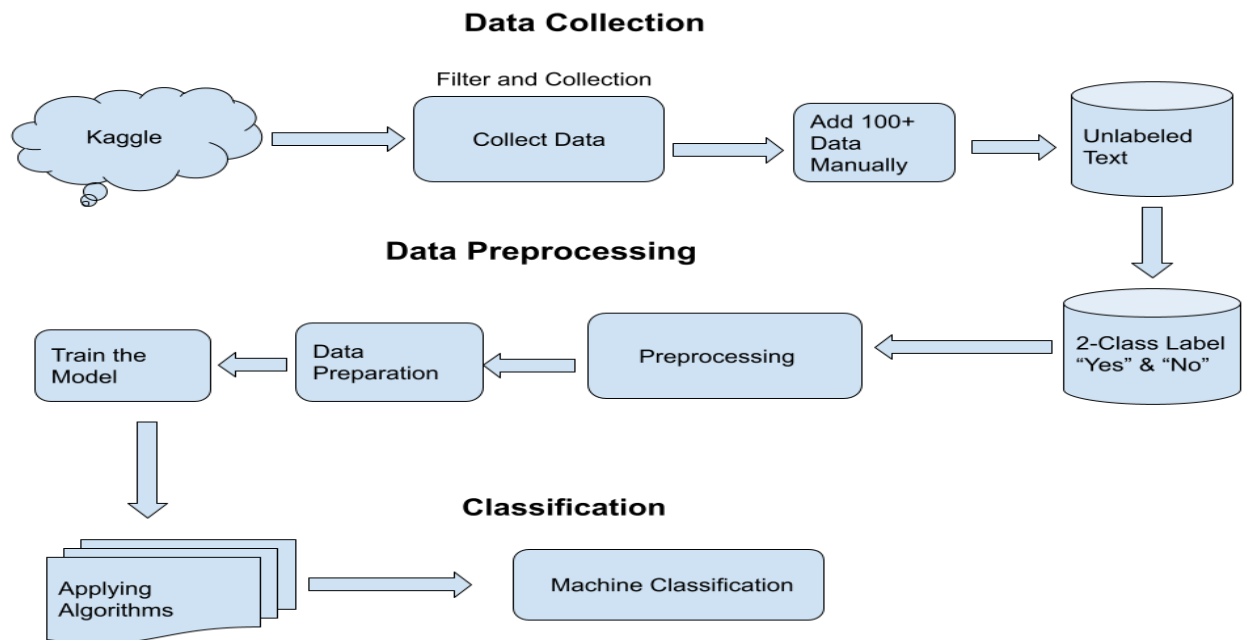 Data Collection
Filter and Collection
Kaggle
Collect Data
Add 100+
Data
Manually
Unlabeled
Text
Data Preprocessing
2-Class Label
“Yes” & “No”
Preprocessing
Data
Preparation
Train the
Model
Classification
Applying
Algorithms
Machine Classification